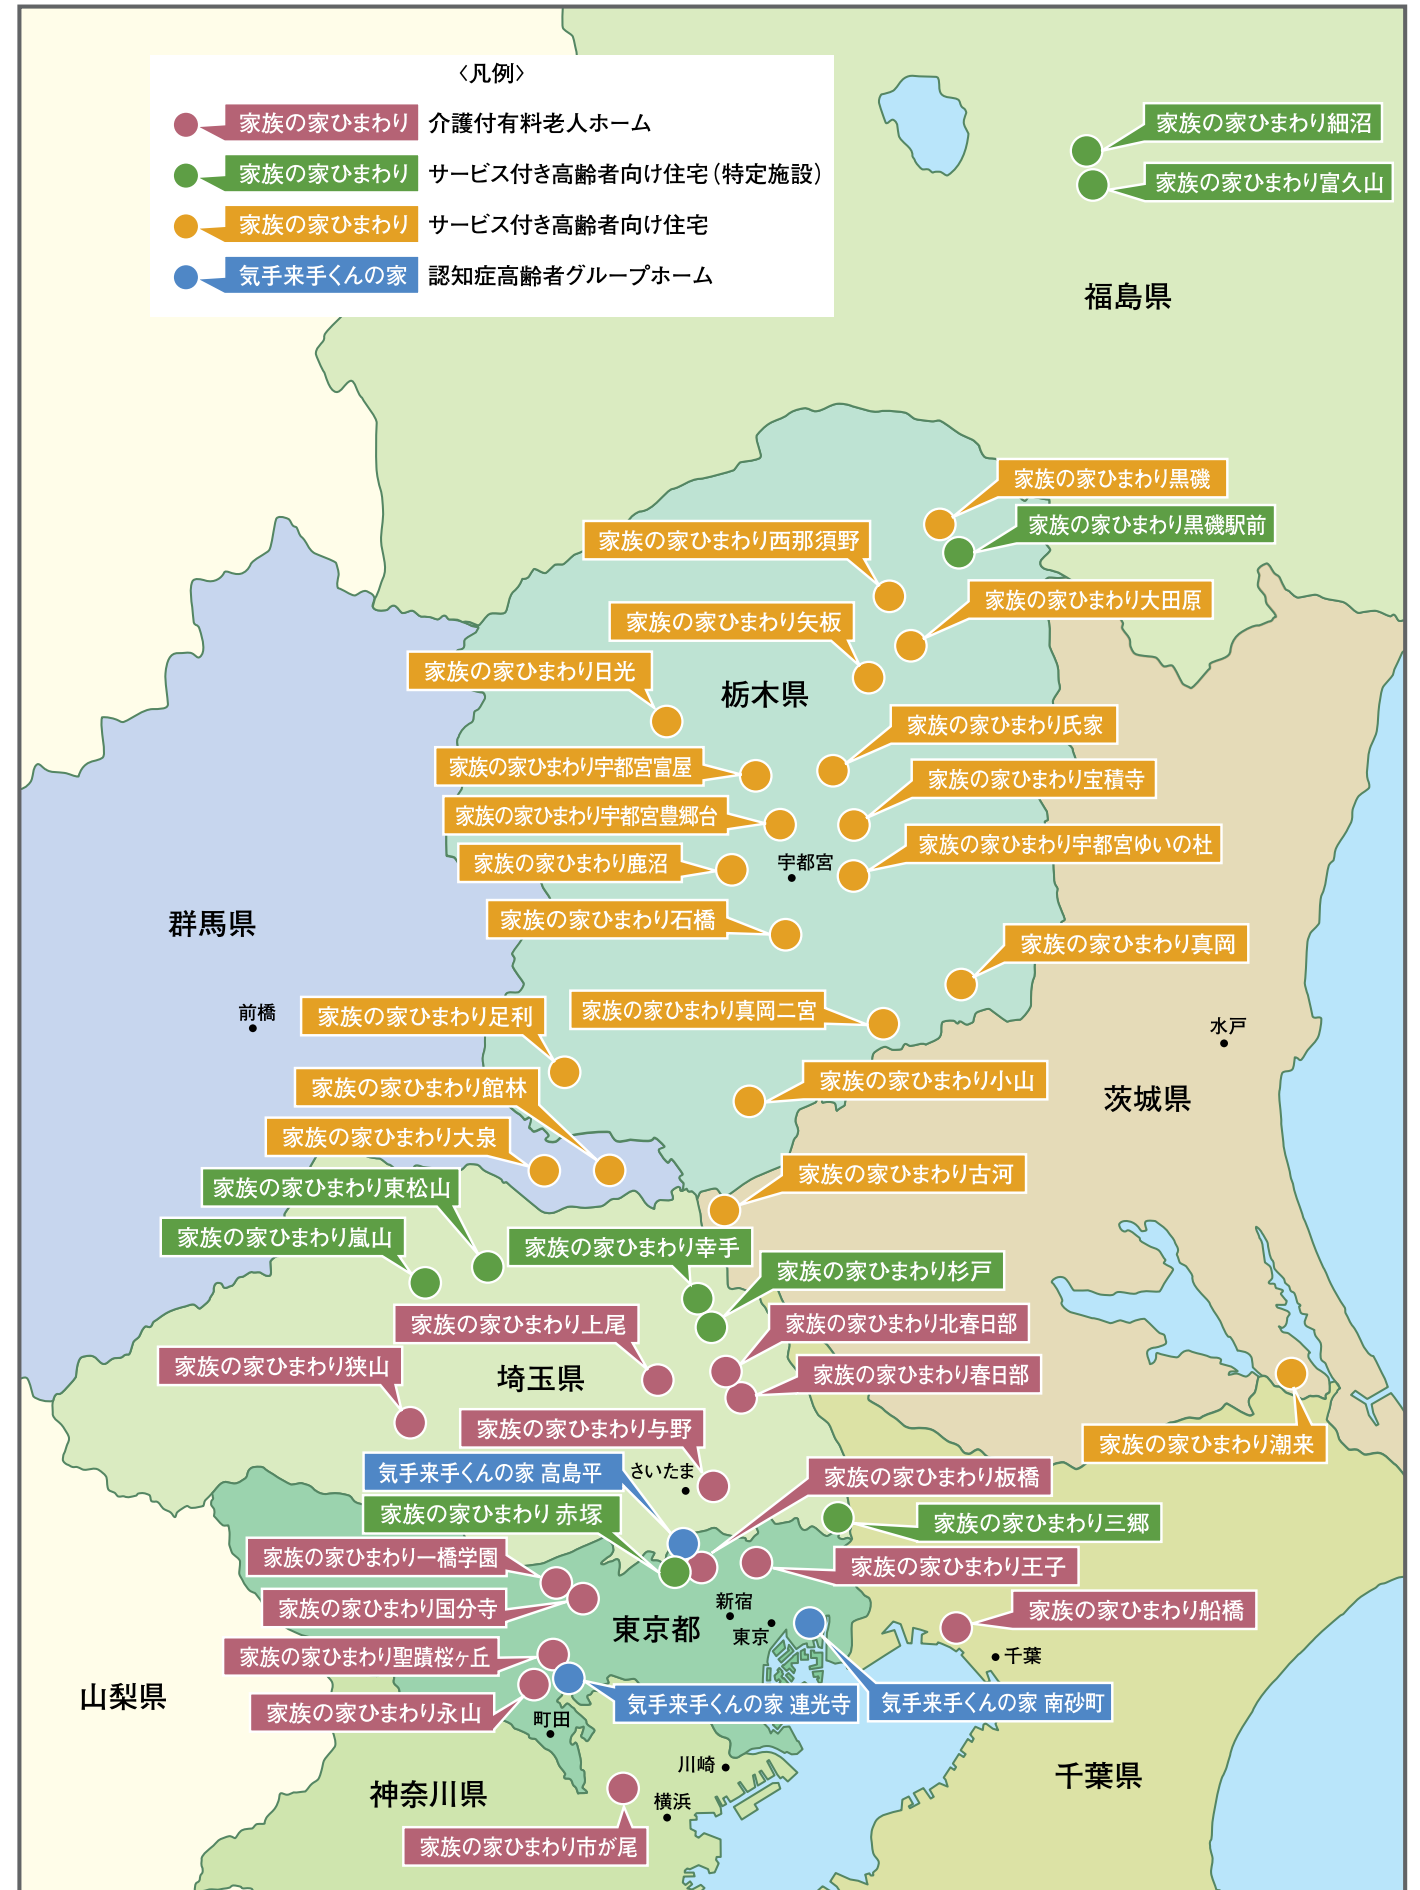 〈凡例〉
家族の家ひまわり 介護付有料老人ホーム
家族の家ひまわり サービス付き高齢者向け住宅（特定施設）
家族の家ひまわり サービス付き高齢者向け住宅
気手来手くんの家 認知症高齢者グループホーム
家族の家ひまわり細沼
家族の家ひまわり富久山
福島県
家族の家ひまわり黒磯
家族の家ひまわり黒磯駅前
家族の家ひまわり西那須野
家族の家ひまわり大田原
家族の家ひまわり矢板
家族の家ひまわり日光
栃木県
家族の家ひまわり氏家
家族の家ひまわり宇都宮富屋
家族の家ひまわり宝積寺
家族の家ひまわり宇都宮豊郷台
家族の家ひまわり宇都宮ゆいの杜
家族の家ひまわり鹿沼
宇都宮
家族の家ひまわり石橋
群馬県
家族の家ひまわり真岡
前橋
家族の家ひまわり足利
家族の家ひまわり真岡二宮
水戸
家族の家ひまわり館林
家族の家ひまわり小山
茨城県
家族の家ひまわり大泉
家族の家ひまわり古河
家族の家ひまわり東松山
家族の家ひまわり嵐山
家族の家ひまわり幸手
家族の家ひまわり杉戸
家族の家ひまわり上尾
家族の家ひまわり北春日部
家族の家ひまわり狭山
埼玉県
家族の家ひまわり春日部
家族の家ひまわり与野
家族の家ひまわり潮来
気手来手くんの家 高島平
さいたま
家族の家ひまわり板橋
家族の家ひまわり 赤塚
家族の家ひまわり三郷
家族の家ひまわり一橋学園
家族の家ひまわり王子
家族の家ひまわり国分寺
新宿
東京都
東京
家族の家ひまわり船橋
家族の家ひまわり聖蹟桜ヶ丘
千葉
山梨県
家族の家ひまわり永山
気手来手くんの家 連光寺
気手来手くんの家 南砂町
町田
川崎
千葉県
神奈川県
横浜
家族の家ひまわり市が尾